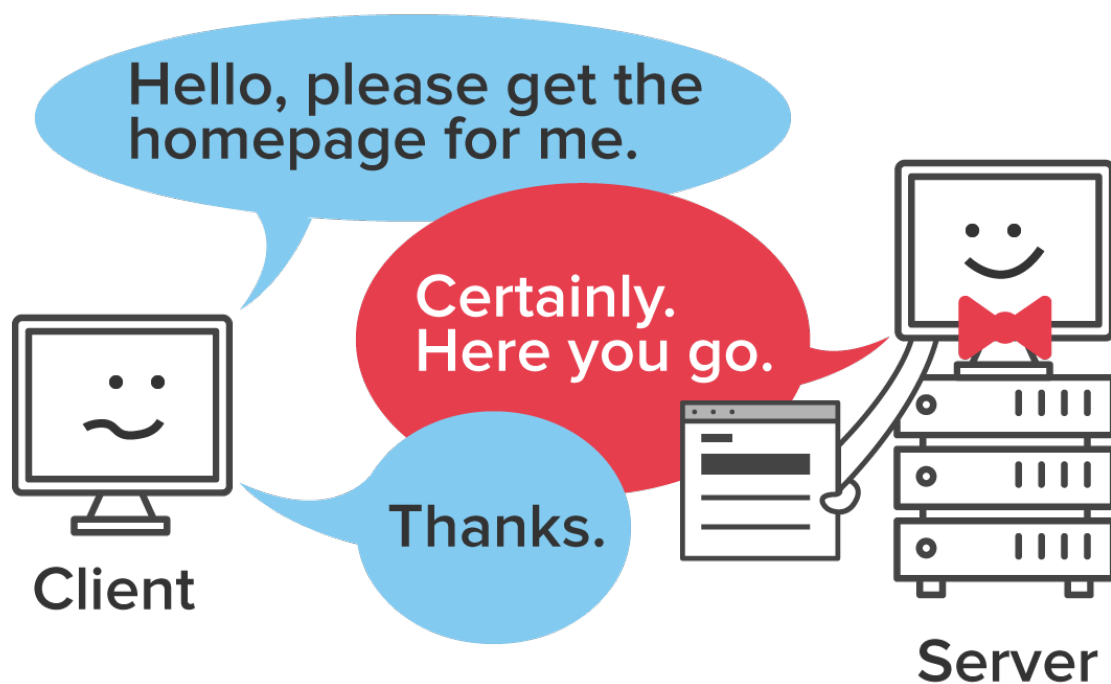 Hello, please get the
homepage for me.
Certainly.
Here you go.
Thanks.
Client
Server